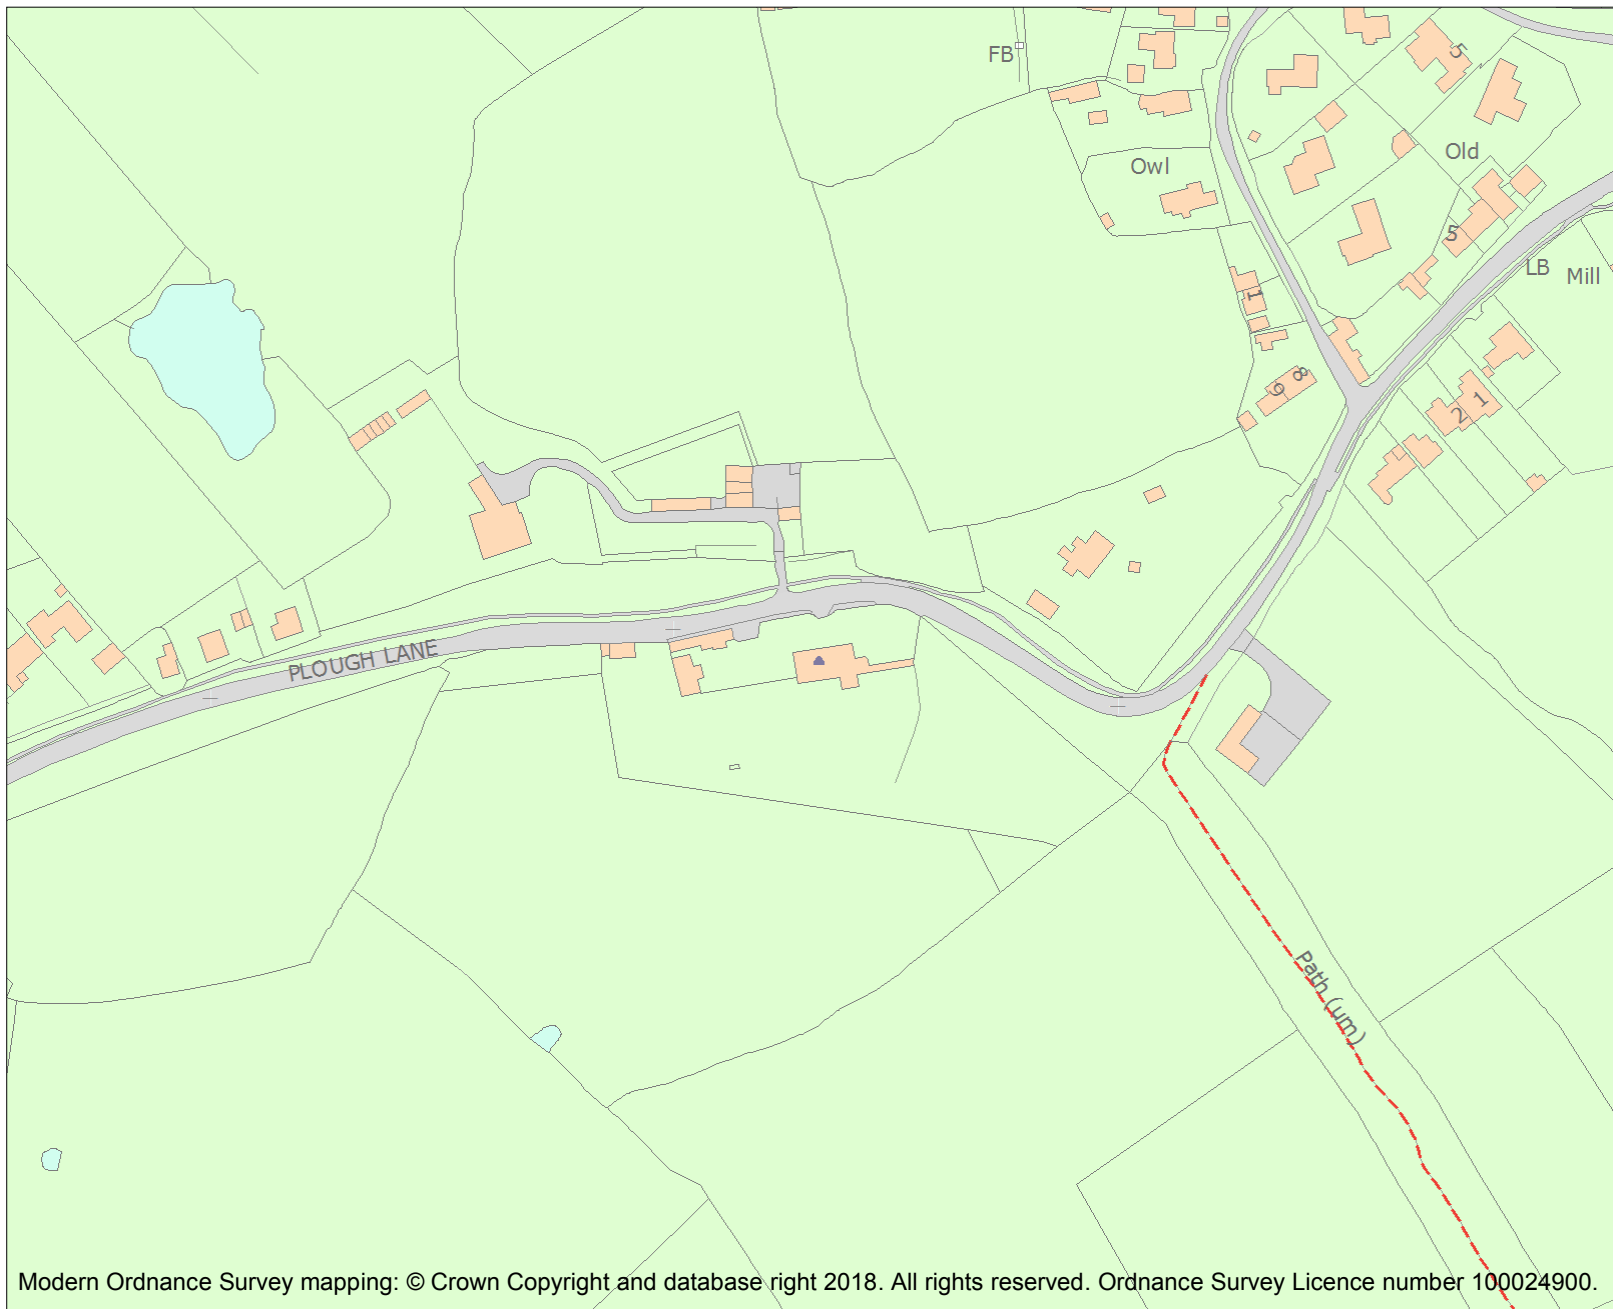 FB
5
Old
Owl
5
LB
Mill
1
8
9
1
2
PLOUGH LANE
Path (um)
Modern Ordnance Survey mapping: © Crown Copyright and database right 2018. All rights reserved. Ordnance Survey Licence number 100024900.